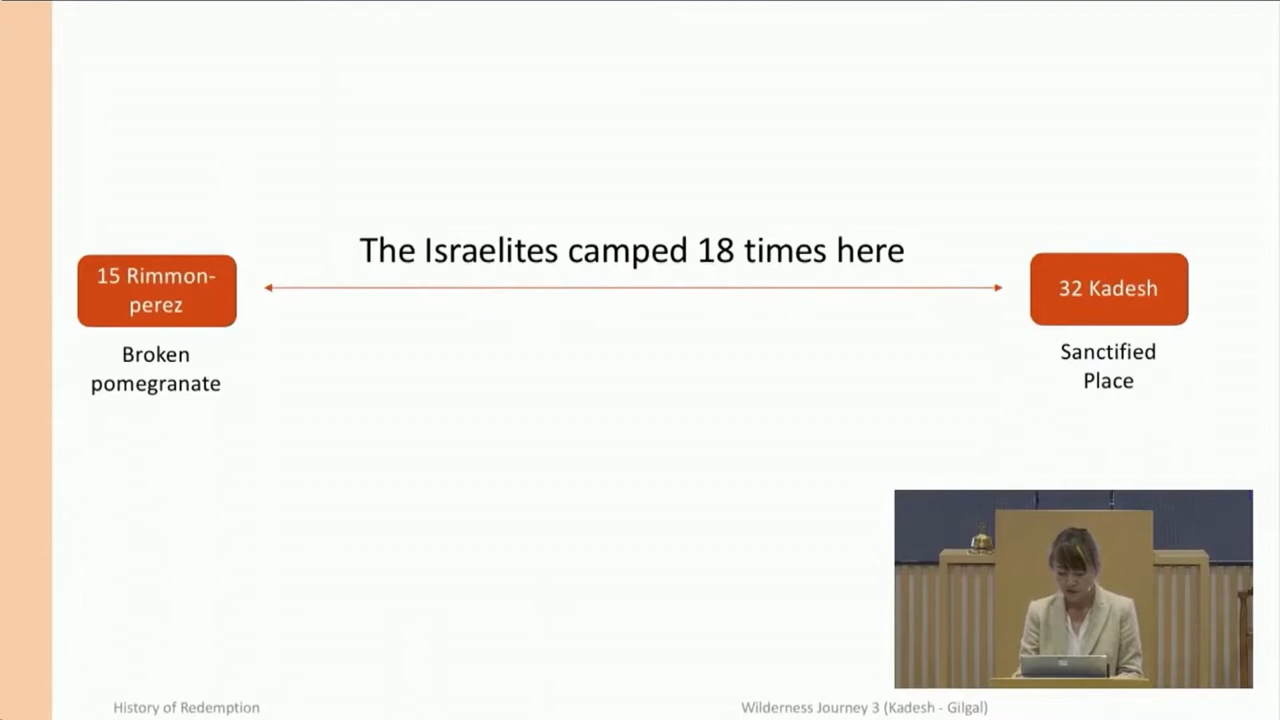 The Israelites camped 18 times here
15 Rimmon-
perez
32 Kadesh
Broken
pomegranate
Sanctified
Place
History of Redemption
Wilderness Journey 3 (Kadesh - Gilgal)